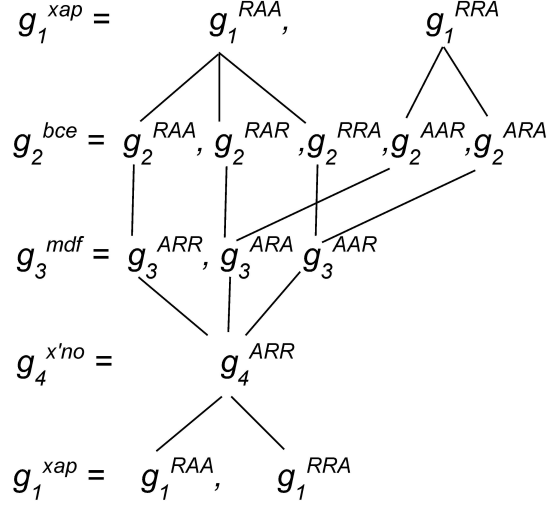 g₁ˣᵃᵖ = g₁ᴿᴬᴬ, g₁ᴿᴿᴬ
g₂ᵇᶜᵉ = g₂ᴿᴬᴬ, g₂ᴿᴬᴿ ,g₂ᴿᴿᴬ ,g₂ᴬᴬᴿ ,g₂ᴬᴿᴬ
g₃ᵐᵈᶠ = g₃ᴬᴿᴿ, g₃ᴬᴿᴬ g₃ᴬᴬᴿ
g₄ˣ'ⁿᵒ = g₄ᴬᴿᴿ
g₁ˣᵃᵖ = g₁ᴿᴬᴬ, g₁ᴿᴿᴬ